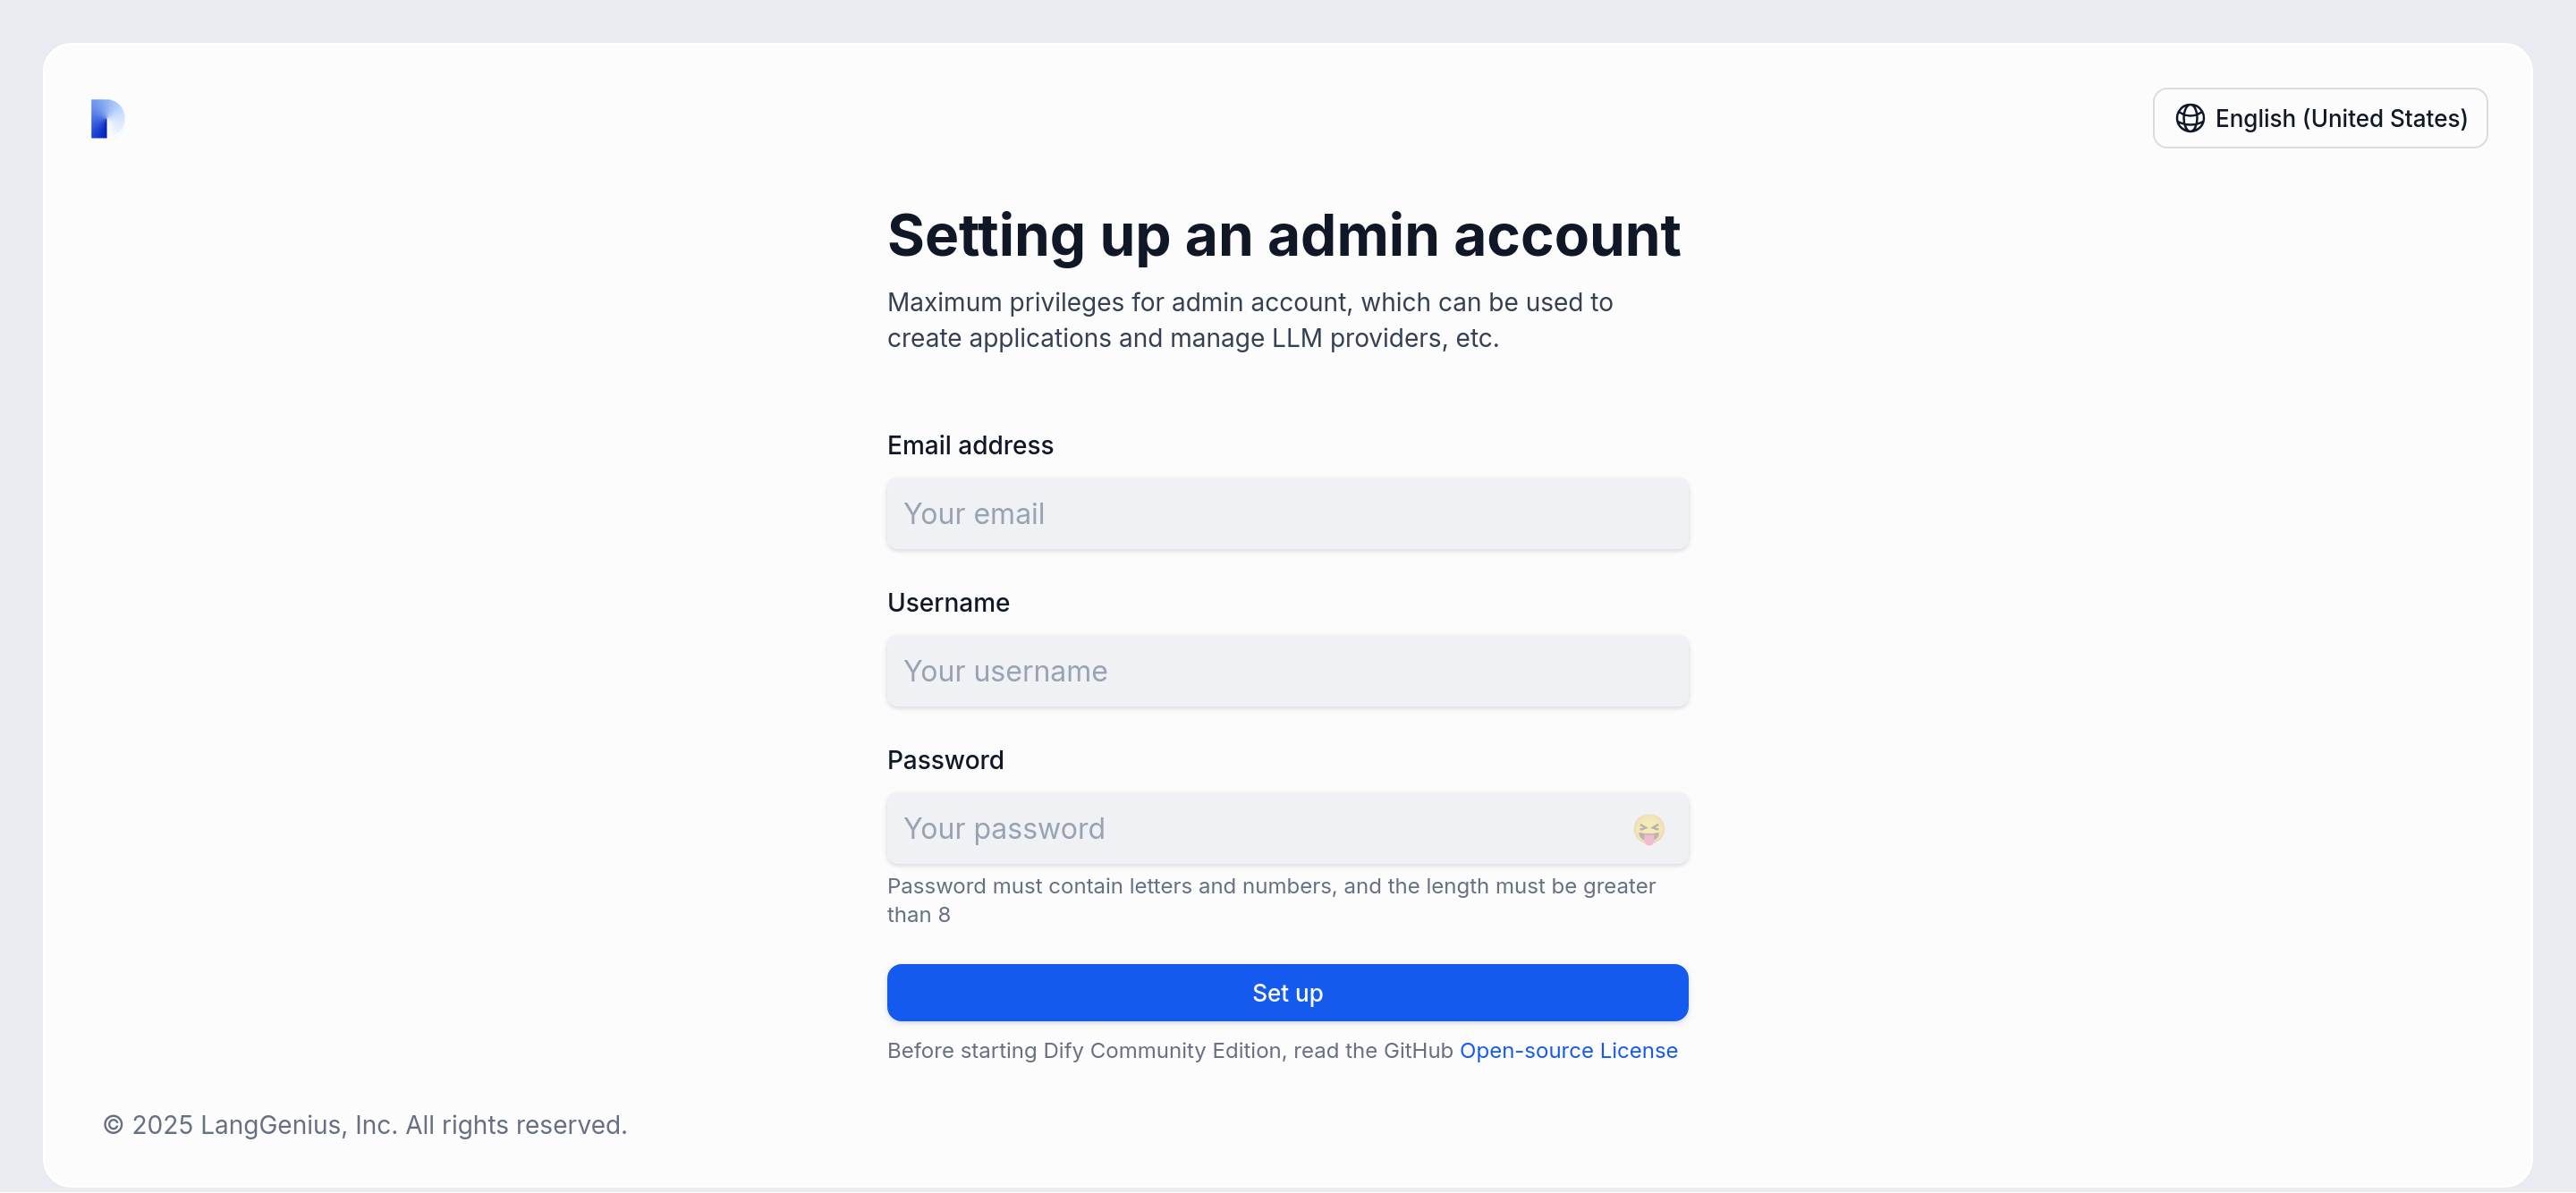 English (United States)
Setting up an admin account
Maximum privileges for admin account, which can be used to
create applications and manage LLM providers, etc.
Email address
Your email
Username
Your username
Password
Your password
Password must contain letters and numbers, and the length must be greater
than 8
Set up
Before starting Dify Community Edition, read the GitHub Open-source License
© 2025 LangGenius, Inc. All rights reserved.